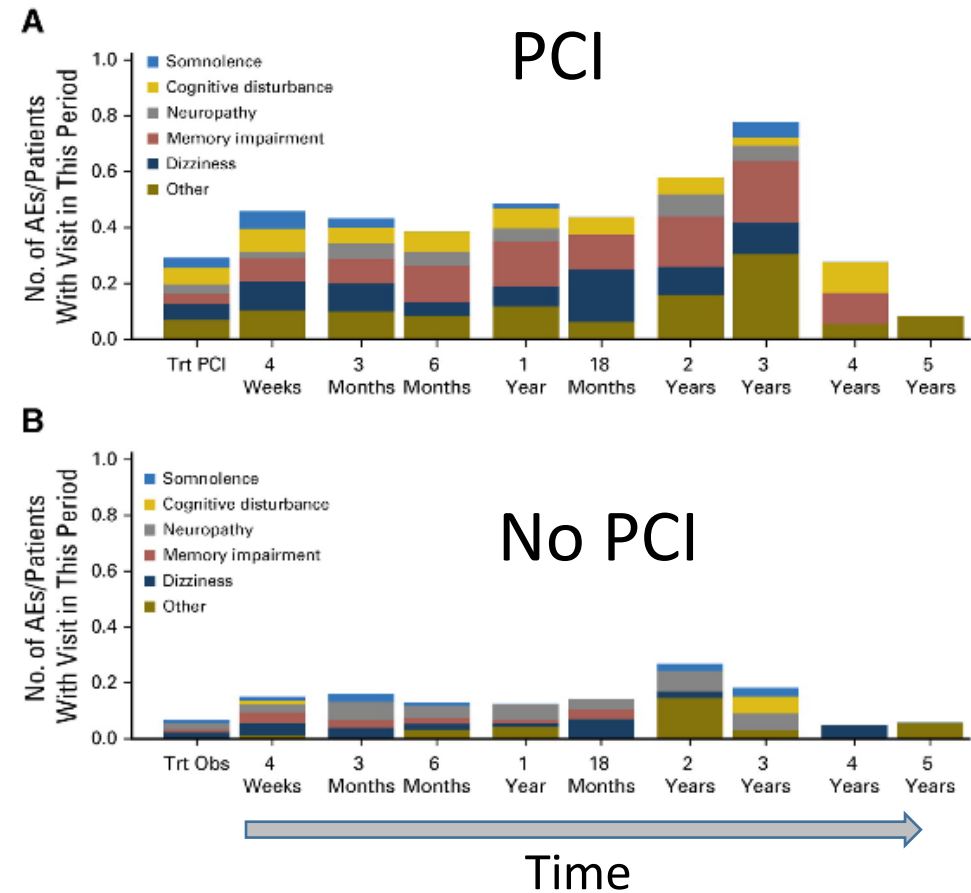 A
PCI
No. of AEs/Patients
With Visit in This Period
1.0
0.8
0.6
0.4
0.2
0.0
Somnolence
Cognitive disturbance
Neuropathy
Memory impairment
Dizziness
Other
Trt PCI
4
Weeks
3
Months
6
Months
1
Year
18
Months
2
Years
3
Years
4
Years
5
Years
B
No PCI
No. of AEs/Patients
With Visit in This Period
1.0
0.8
0.6
0.4
0.2
0.0
Somnolence
Cognitive disturbance
Neuropathy
Memory impairment
Dizziness
Other
Trt Obs
4
Weeks
3
Months
6
Months
1
Year
18
Months
2
Years
3
Years
4
Years
5
Years
Time